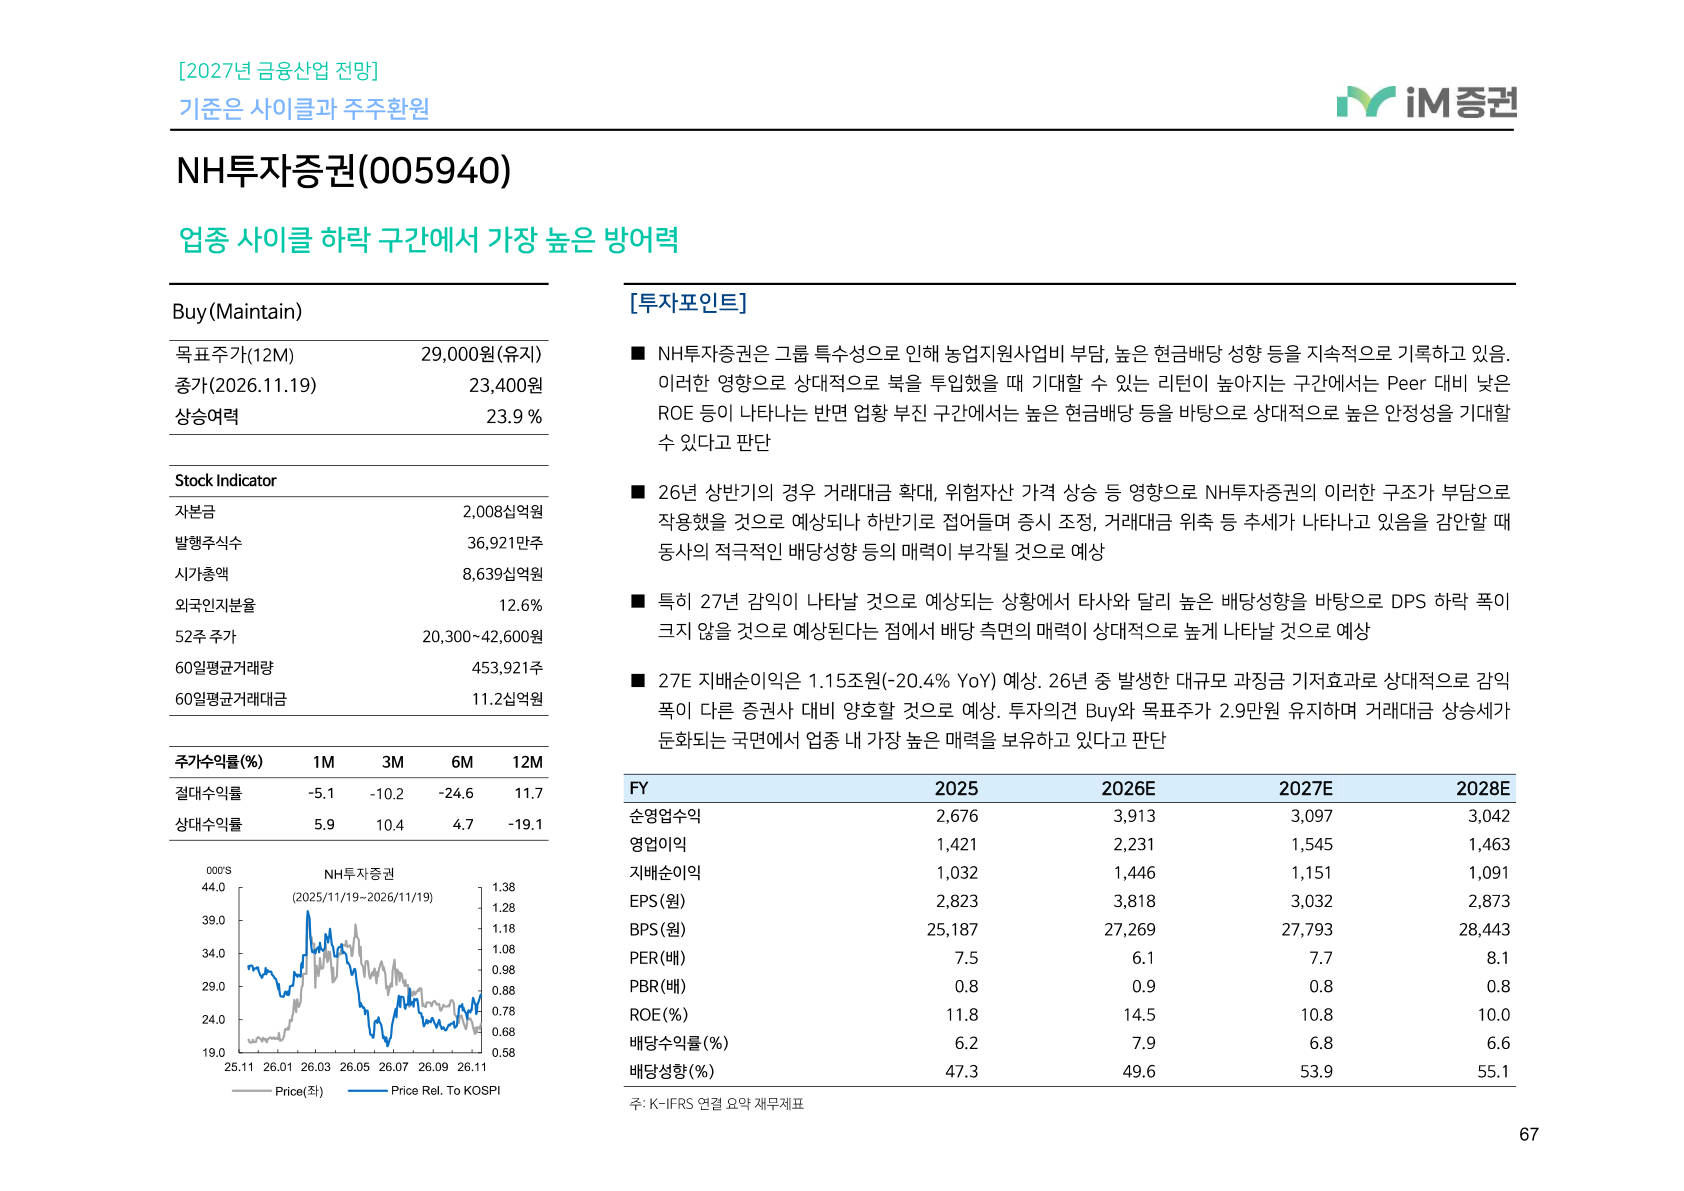 [2027년 금융산업 전망]
기준은 사이클과 주주환원
iM증권
NH투자증권(005940)
업종 사이클 하락 구간에서 가장 높은 방어력
Buy(Maintain)
목표주가(12M) 29,000원(유지)
종가(2026.11.19) 23,400원
상승여력 23.9 %
Stock Indicator
자본금 2,008십억원
발행주식수 36,921만주
시가총액 8,639십억원
외국인지분율 12.6%
52주 주가 20,300~42,600원
60일평균거래량 453,921주
60일평균거래대금 11.2십억원
주가수익률(%) 1M 3M 6M 12M
절대수익률 -5.1 -10.2 -24.6 11.7
상대수익률 5.9 10.4 4.7 -19.1
000'S
NH투자증권
(2025/11/19~2026/11/19)
44.0 1.38
1.28
39.0
1.18
34.0 1.08
0.98
29.0 0.88
24.0 0.78
0.68
19.0 0.58
25.11 26.01 26.03 26.05 26.07 26.09 26.11
Price(좌) Price Rel. To KOSPI
[투자포인트]
■ NH투자증권은 그룹 특수성으로 인해 농업지원사업비 부담, 높은 현금배당 성향 등을 지속적으로 기록하고 있음.
이러한 영향으로 상대적으로 북을 투입했을 때 기대할 수 있는 리턴이 높아지는 구간에서는 Peer 대비 낮은
ROE 등이 나타나는 반면 업황 부진 구간에서는 높은 현금배당 등을 바탕으로 상대적으로 높은 안정성을 기대할
수 있다고 판단
■ 26년 상반기의 경우 거래대금 확대, 위험자산 가격 상승 등 영향으로 NH투자증권의 이러한 구조가 부담으로
작용했을 것으로 예상되나 하반기로 접어들며 증시 조정, 거래대금 위축 등 추세가 나타나고 있음을 감안할 때
동사의 적극적인 배당성향 등의 매력이 부각될 것으로 예상
■ 특히 27년 감익이 나타날 것으로 예상되는 상황에서 타사와 달리 높은 배당성향을 바탕으로 DPS 하락 폭이
크지 않을 것으로 예상된다는 점에서 배당 측면의 매력이 상대적으로 높게 나타날 것으로 예상
■ 27E 지배순이익은 1.15조원(-20.4% YoY) 예상. 26년 중 발생한 대규모 과징금 기저효과로 상대적으로 감익
폭이 다른 증권사 대비 양호할 것으로 예상. 투자의견 Buy와 목표주가 2.9만원 유지하며 거래대금 상승세가
둔화되는 국면에서 업종 내 가장 높은 매력을 보유하고 있다고 판단
FY 2025 2026E 2027E 2028E
순영업수익 2,676 3,913 3,097 3,042
영업이익 1,421 2,231 1,545 1,463
지배순이익 1,032 1,446 1,151 1,091
EPS(원) 2,823 3,818 3,032 2,873
BPS(원) 25,187 27,269 27,793 28,443
PER(배) 7.5 6.1 7.7 8.1
PBR(배) 0.8 0.9 0.8 0.8
ROE(%) 11.8 14.5 10.8 10.0
배당수익률(%) 6.2 7.9 6.8 6.6
배당성향(%) 47.3 49.6 53.9 55.1
주: K-IFRS 연결 요약 재무제표
67